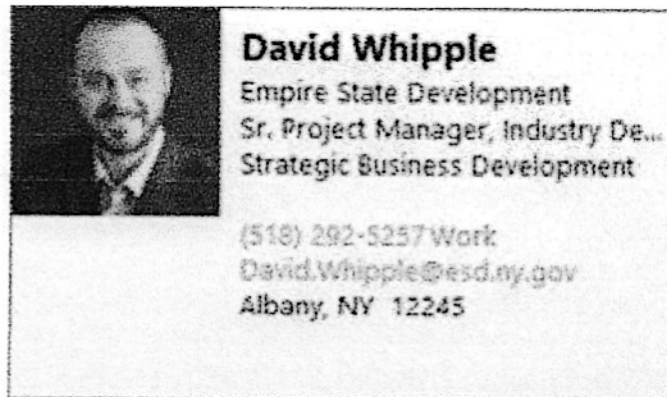 David Whipple
Empire State Development
Sr. Project Manager, Industry De...
Strategic Business Development
(518) 292-5257 Work
David.Whipple@esd.ny.gov
Albany, NY 12245